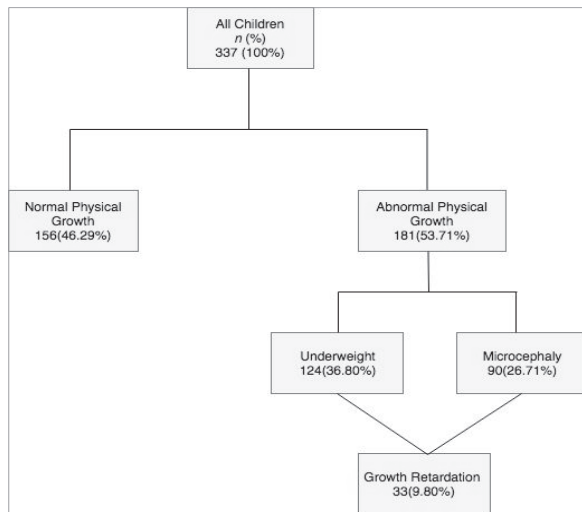 All Children
n (%)
337 (100%)
Normal Physical
Growth
156(46.29%)
Abnormal Physical
Growth
181(53.71%)
Underweight
124(36.80%)
Microcephaly
90(26.71%)
Growth Retardation
33(9.80%)